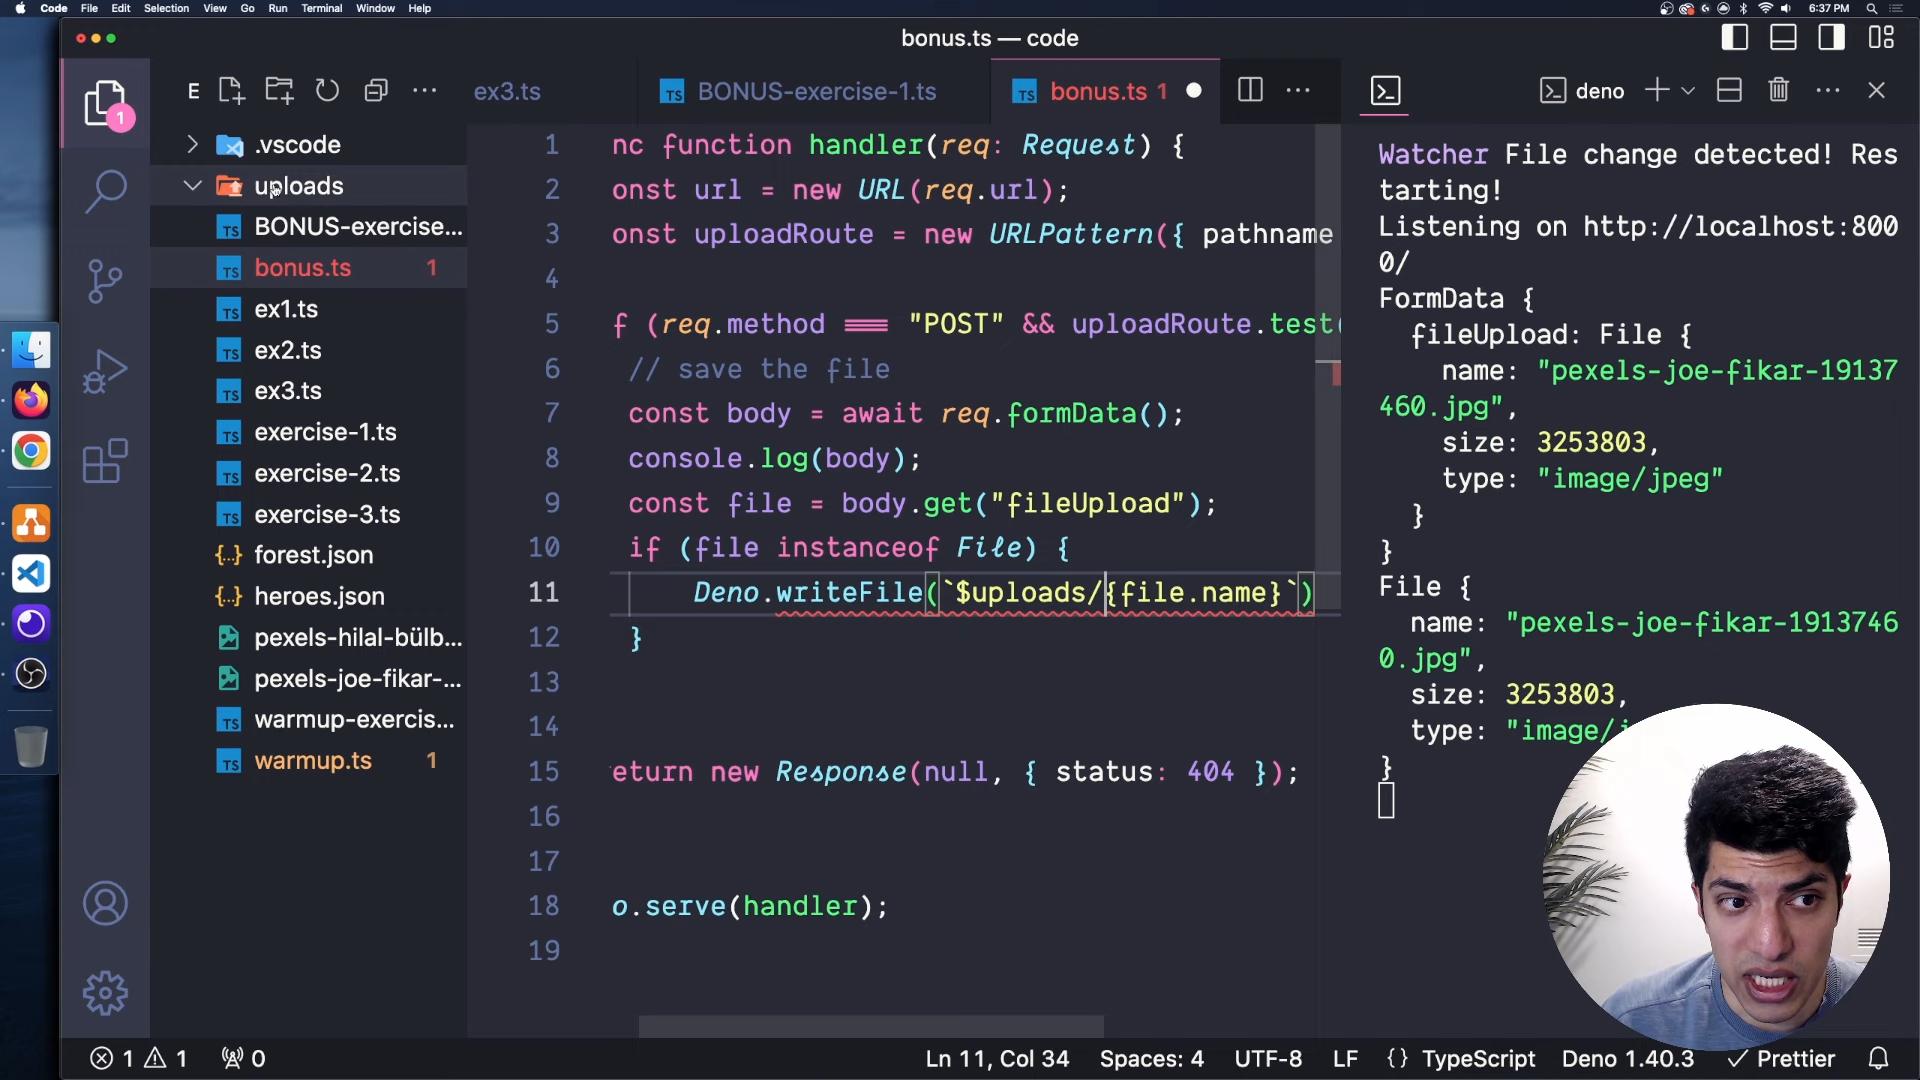 Code File Edit Selection View Go Run Terminal Window Help 6:37 PM
bonus.ts — code
E
ex3.ts
BONUS-exercise-1.ts
bonus.ts 1
deno
.vscode
uploads
BONUS-exercise...
bonus.ts 1
ex1.ts
ex2.ts
ex3.ts
exercise-1.ts
exercise-2.ts
exercise-3.ts
forest.json
heroes.json
pexels-hilal-bülb...
pexels-joe-fikar-...
warmup-exercis...
warmup.ts 1
1 nc function handler(req: Request) {
2 onst url = new URL(req.url);
3 onst uploadRoute = new URLPattern({ pathname
4
5 f (req.method === "POST" && uploadRoute.test(
6 // save the file
7 const body = await req.formData();
8 console.log(body);
9 const file = body.get("fileUpload");
10 if (file instanceof File) {
11 Deno.writeFile(`$uploads/{file.name}`)
12 }
13
14
15 eturn new Response(null, { status: 404 });
16
17
18 o.serve(handler);
19
Watcher File change detected! Res
tarting!
Listening on http://localhost:800
0/
FormData {
fileUpload: File {
name: "pexels-joe-fikar-19137
460.jpg",
size: 3253803,
type: "image/jpeg"
}
}
File {
name: "pexels-joe-fikar-1913746
0.jpg",
size: 3253803,
type: "image/
}
1
1 1 0
Ln 11, Col 34 Spaces: 4 UTF-8 LF {} TypeScript Deno 1.40.3 Prettier